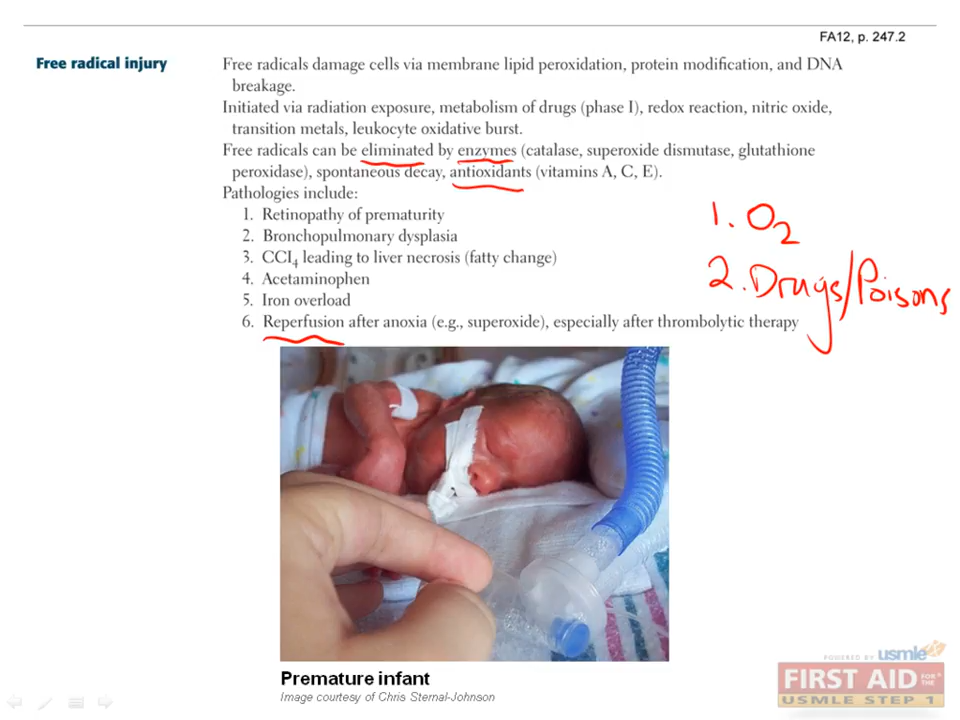 FA12, p. 247.2
Free radical injury
Free radicals damage cells via membrane lipid peroxidation, protein modification, and DNA
breakage.
Initiated via radiation exposure, metabolism of drugs (phase I), redox reaction, nitric oxide,
transition metals, leukocyte oxidative burst.
Free radicals can be eliminated by enzymes (catalase, superoxide dismutase, glutathione
peroxidase), spontaneous decay, antioxidants (vitamins A, C, E).
Pathologies include:
1. Retinopathy of prematurity
2. Bronchopulmonary dysplasia
3. CCl₄ leading to liver necrosis (fatty change)
4. Acetaminophen
5. Iron overload
6. Reperfusion after anoxia (e.g., superoxide), especially after thrombolytic therapy
1. O₂
2. Drugs/Poisons
Premature infant
Image courtesy of Chris Sternal-Johnson
POWERED BY usmle
FIRST AID FOR THE®
USMLE STEP 1